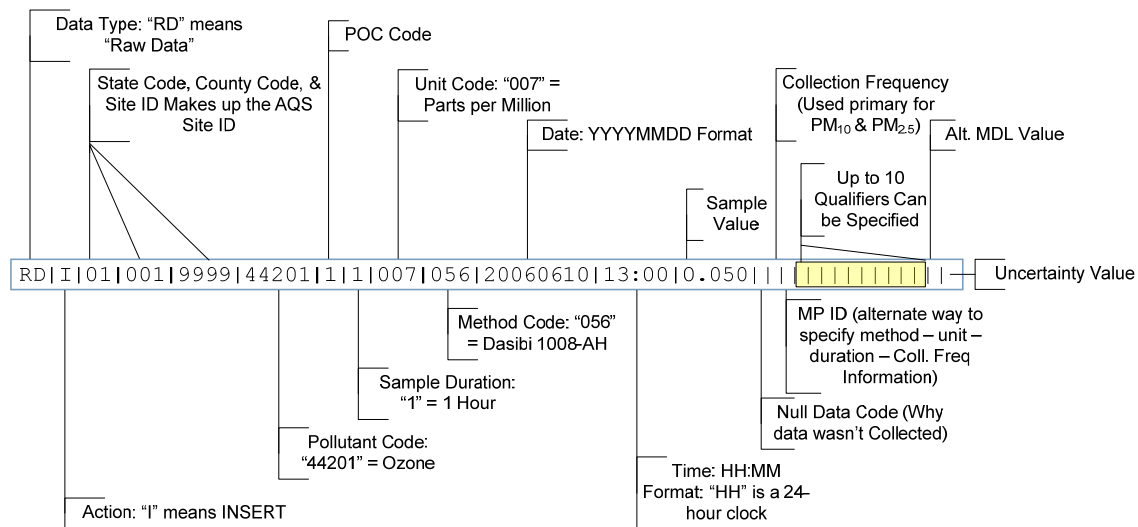 Data Type: “RD” means
“Raw Data”
POC Code
State Code, County Code, &
Site ID Makes up the AQS
Site ID
Unit Code: “007” =
Parts per Million
Date: YYYYMMDD Format
Sample
Value
Collection Frequency
(Used primary for
PM10 & PM2.5)
Up to 10
Qualifiers Can
be Specified
Alt. MDL Value
RD|I|01|001|9999|44201|1|1|007|056|20060610|13:00|0.050||||||||||||||
Uncertainty Value
Method Code: “056”
= Dasibi 1008-AH
Sample Duration:
“1” = 1 Hour
Pollutant Code:
“44201” = Ozone
Action: “I” means INSERT
MP ID (alternate way to
specify method – unit –
duration – Coll. Freq
Information)
Null Data Code (Why
data wasn’t Collected)
Time: HH:MM
Format: “HH” is a 24–
hour clock